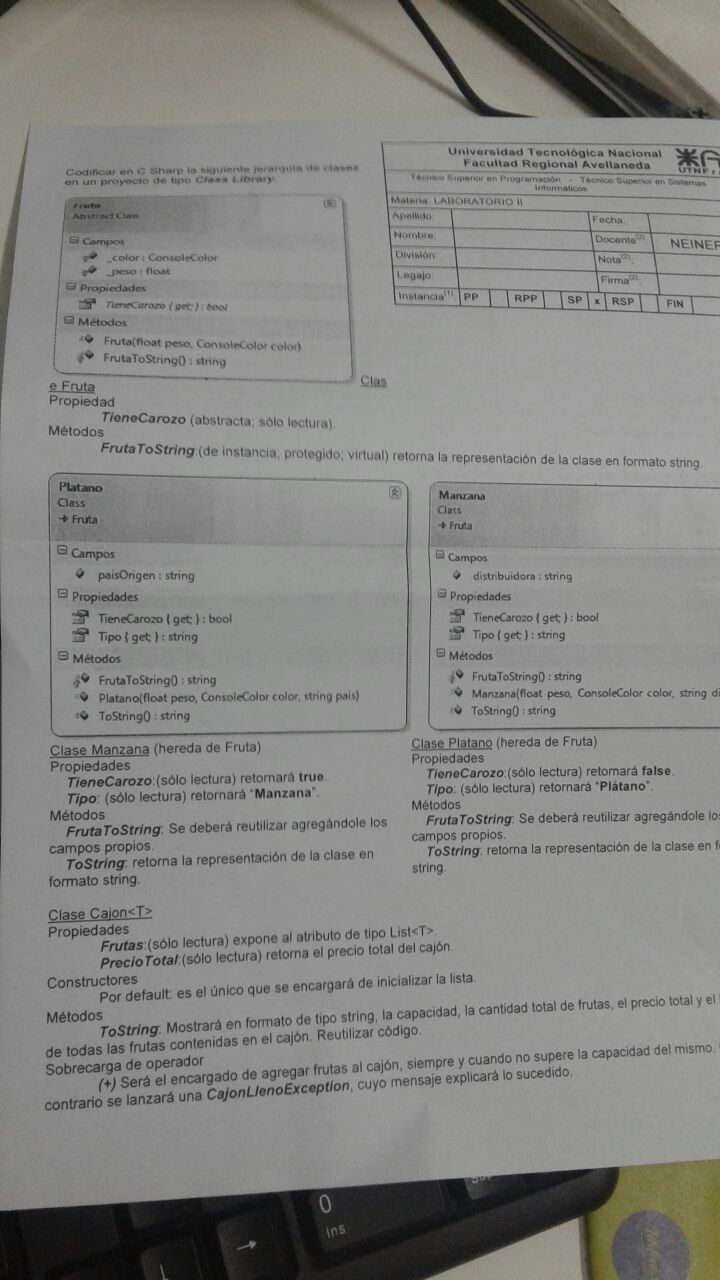 Codificar en C Sharp la siguiente jerarquía de clases
en un proyecto de tipo Class Library.
Universidad Tecnológica Nacional
Facultad Regional Avellaneda
UTNFr
Técnico Superior en Programación - Técnico Superior en Sistemas
Informáticos
Materia: LABORATORIO II
Apellido: Fecha:
Nombre: Docente(2): NEINER
División: Nota(2):
Legajo: Firma(2):
Instancia(1): PP RPP SP x RSP FIN
Fruta
Abstract Class
Campos
_color : ConsoleColor
_peso : float
Propiedades
TieneCarozo { get; } : bool
Métodos
Fruta(float peso, ConsoleColor color)
FrutaToString() : string
Clas
e Fruta
Propiedad
TieneCarozo (abstracta; sólo lectura).
Métodos
FrutaToString:(de instancia; protegido; virtual) retorna la representación de la clase en formato string.
Platano
Class
Fruta
Campos
paisOrigen : string
Propiedades
TieneCarozo { get; } : bool
Tipo { get; } : string
Métodos
FrutaToString() : string
Platano(float peso, ConsoleColor color, string pais)
ToString() : string
Manzana
Class
Fruta
Campos
distribuidora : string
Propiedades
TieneCarozo { get; } : bool
Tipo { get; } : string
Métodos
FrutaToString() : string
Manzana(float peso, ConsoleColor color, string di
ToString() : string
Clase Manzana (hereda de Fruta)
Propiedades
TieneCarozo:(sólo lectura) retornará true.
Tipo: (sólo lectura) retornará “Manzana”.
Métodos
FrutaToString: Se deberá reutilizar agregándole los
campos propios.
ToString: retorna la representación de la clase en
formato string.
Clase Platano (hereda de Fruta)
Propiedades
TieneCarozo:(sólo lectura) retornará false.
Tipo: (sólo lectura) retornará “Plátano”.
Métodos
FrutaToString: Se deberá reutilizar agregándole los
campos propios.
ToString: retorna la representación de la clase en f
string.
Clase Cajon<T>
Propiedades
Frutas:(sólo lectura) expone al atributo de tipo List<T>.
PrecioTotal:(sólo lectura) retorna el precio total del cajón.
Constructores
Por default: es el único que se encargará de inicializar la lista.
Métodos
ToString: Mostrará en formato de tipo string, la capacidad, la cantidad total de frutas, el precio total y el
de todas las frutas contenidas en el cajón. Reutilizar código.
Sobrecarga de operador
(+) Será el encargado de agregar frutas al cajón, siempre y cuando no supere la capacidad del mismo.
contrario se lanzará una CajonLlenoException, cuyo mensaje explicará lo sucedido.
0
Ins